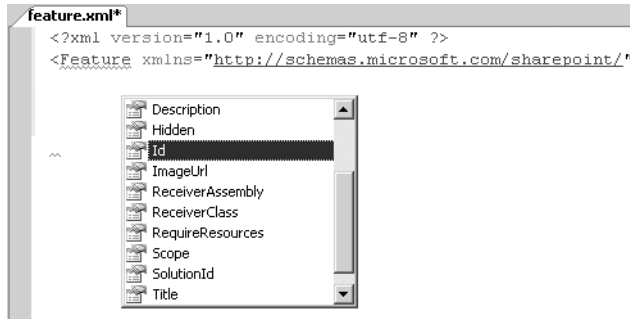 feature.xml*
<?xml version="1.0" encoding="utf-8" ?>
<Feature xmlns="http://schemas.microsoft.com/sharepoint/"
Description
Hidden
Id
ImageUrl
ReceiverAssembly
ReceiverClass
RequireResources
Scope
SolutionId
Title